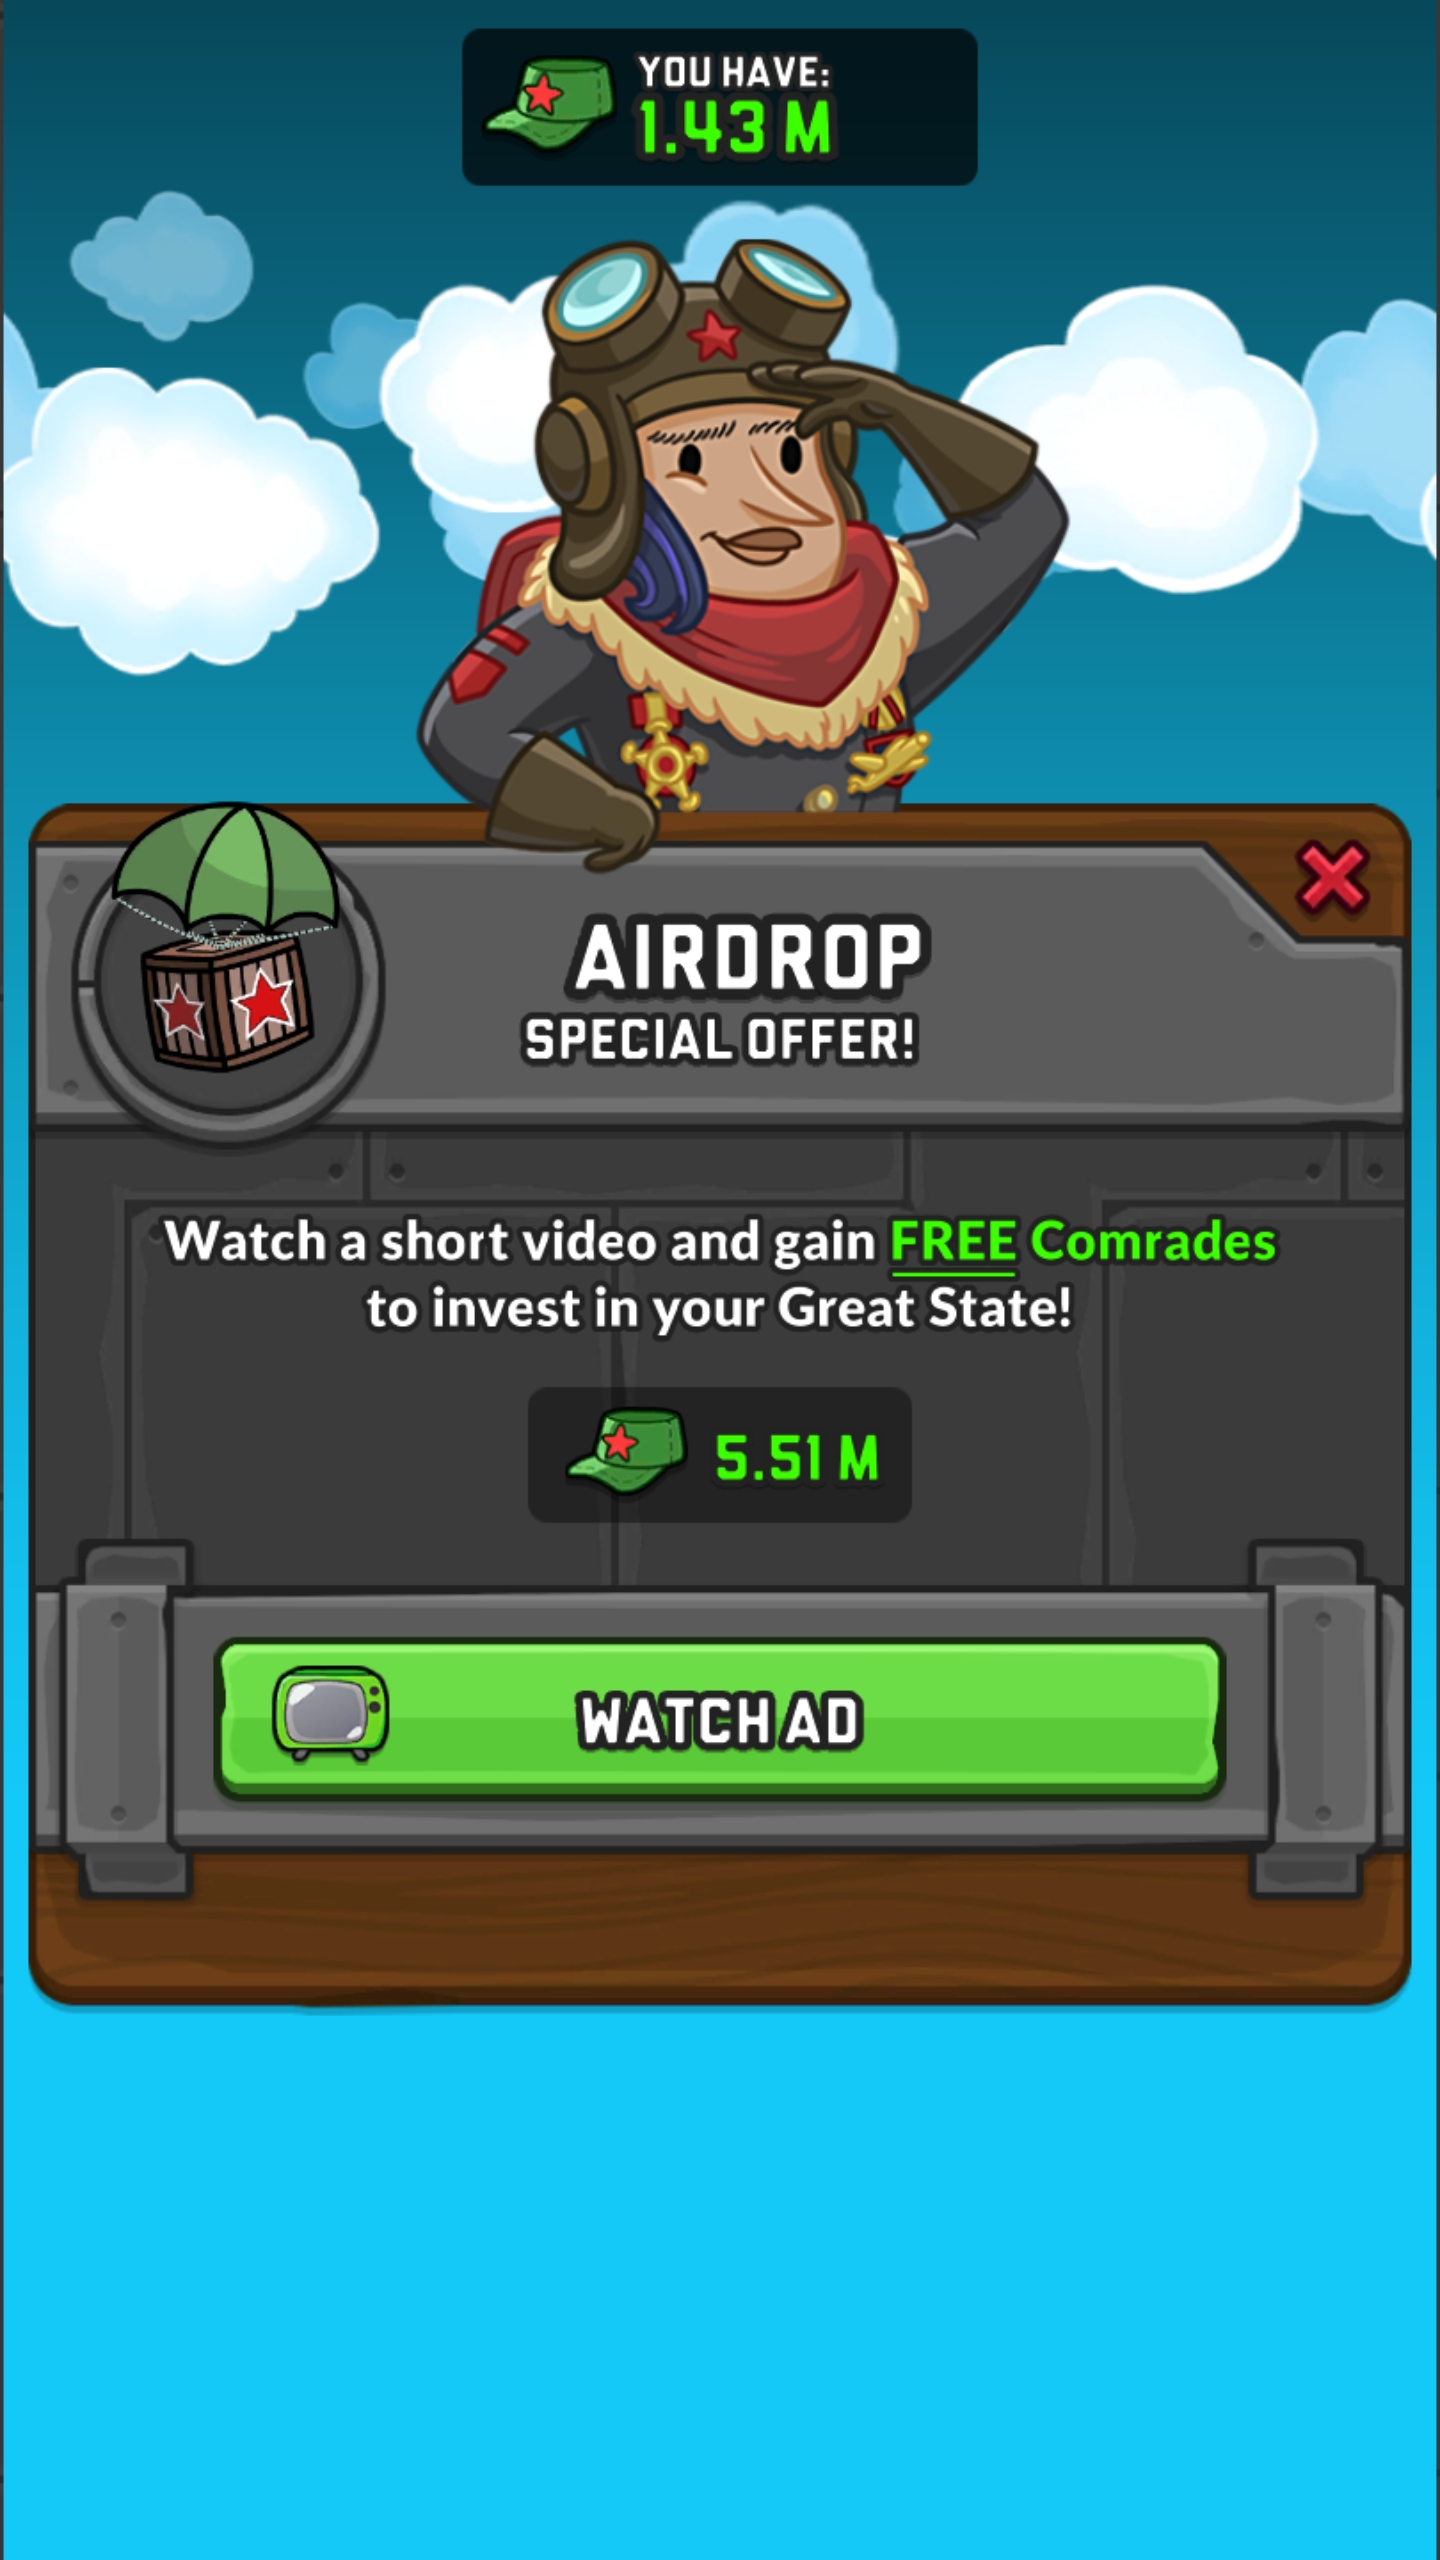 YOU HAVE:
1.43 M
AIRDROP
SPECIAL OFFER!
Watch a short video and gain FREE Comrades
to invest in your Great State!
5.51 M
WATCH AD